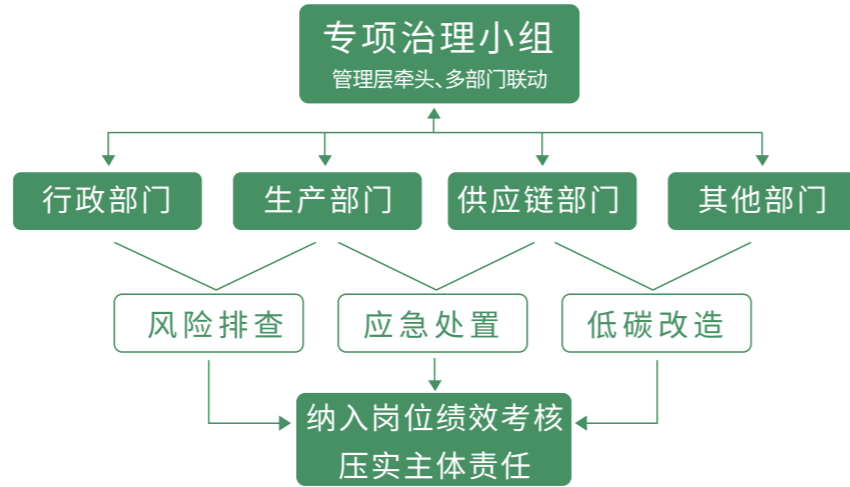 专项治理小组
管理层牵头、多部门联动
行政部门
生产部门
供应链部门
其他部门
风险排查
应急处置
低碳改造
纳入岗位绩效考核
压实主体责任